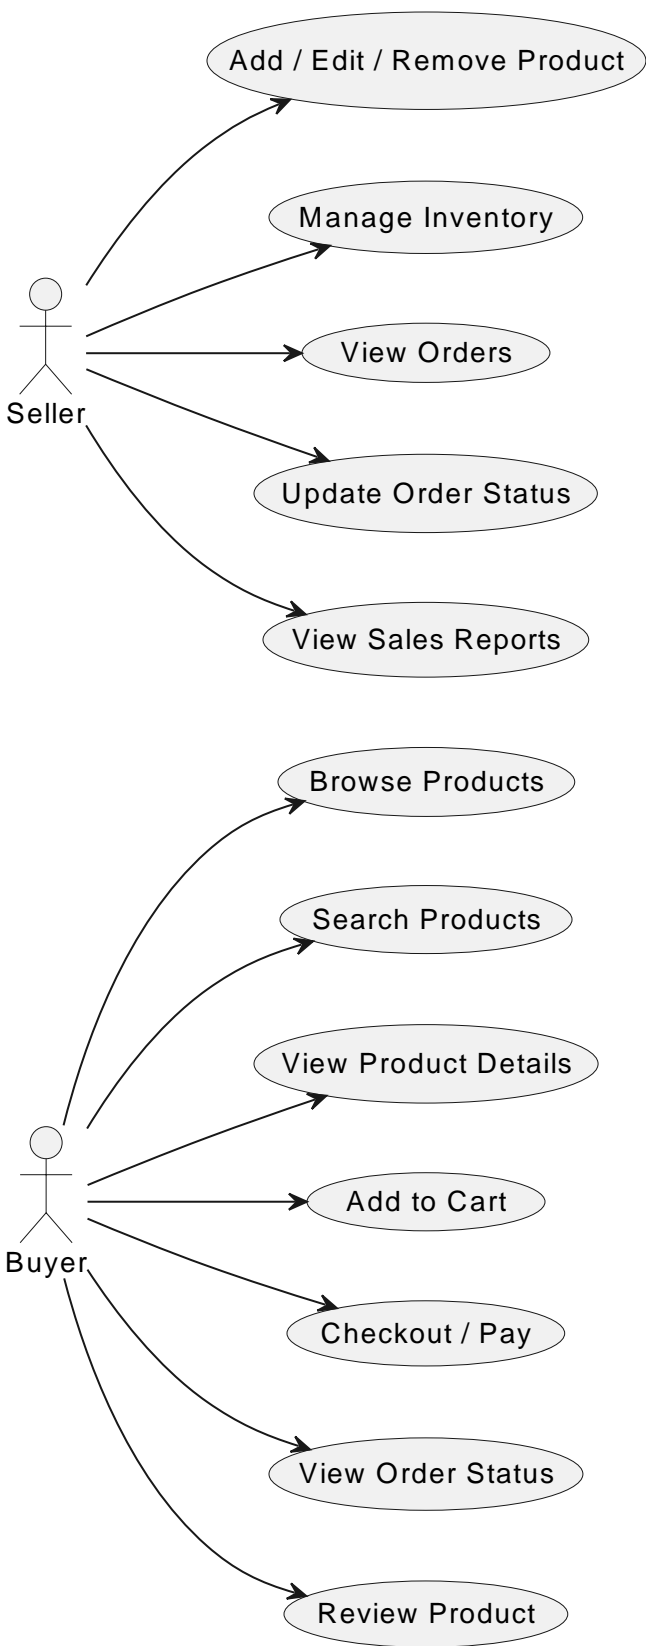 Add / Edit / Remove Product
Manage Inventory
View Orders
Seller
Update Order Status
View Sales Reports
Browse Products
Search Products
View Product Details
Add to Cart
Buyer
Checkout / Pay
View Order Status
Review Product